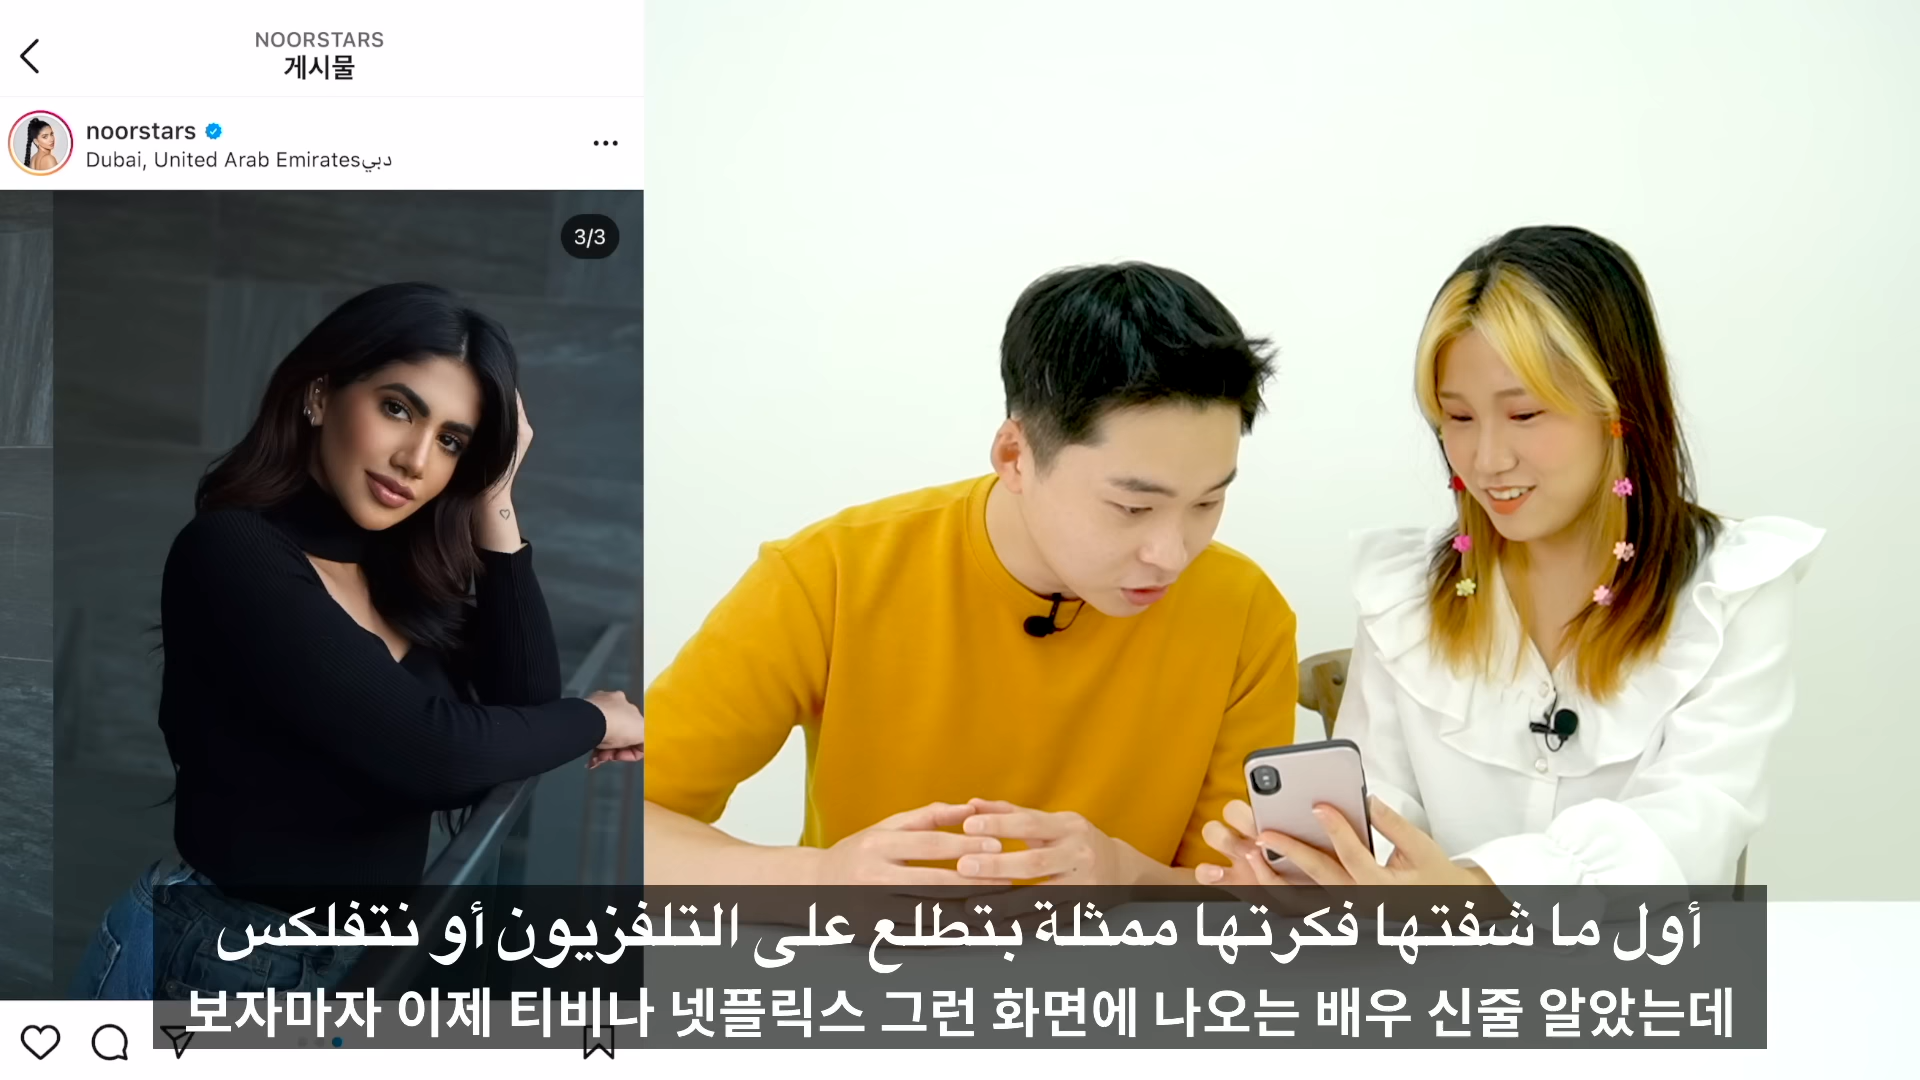 NOORSTARS
게시물
noorstars
Dubai, United Arab Emiratesدبي
3/3
أول ما شفتها فكرتها ممثلة بتطلع على التلفزيون أو نتفلكس
보자마자 이제 티비나 넷플릭스 그런 화면에 나오는 배우 신줄 알았는데